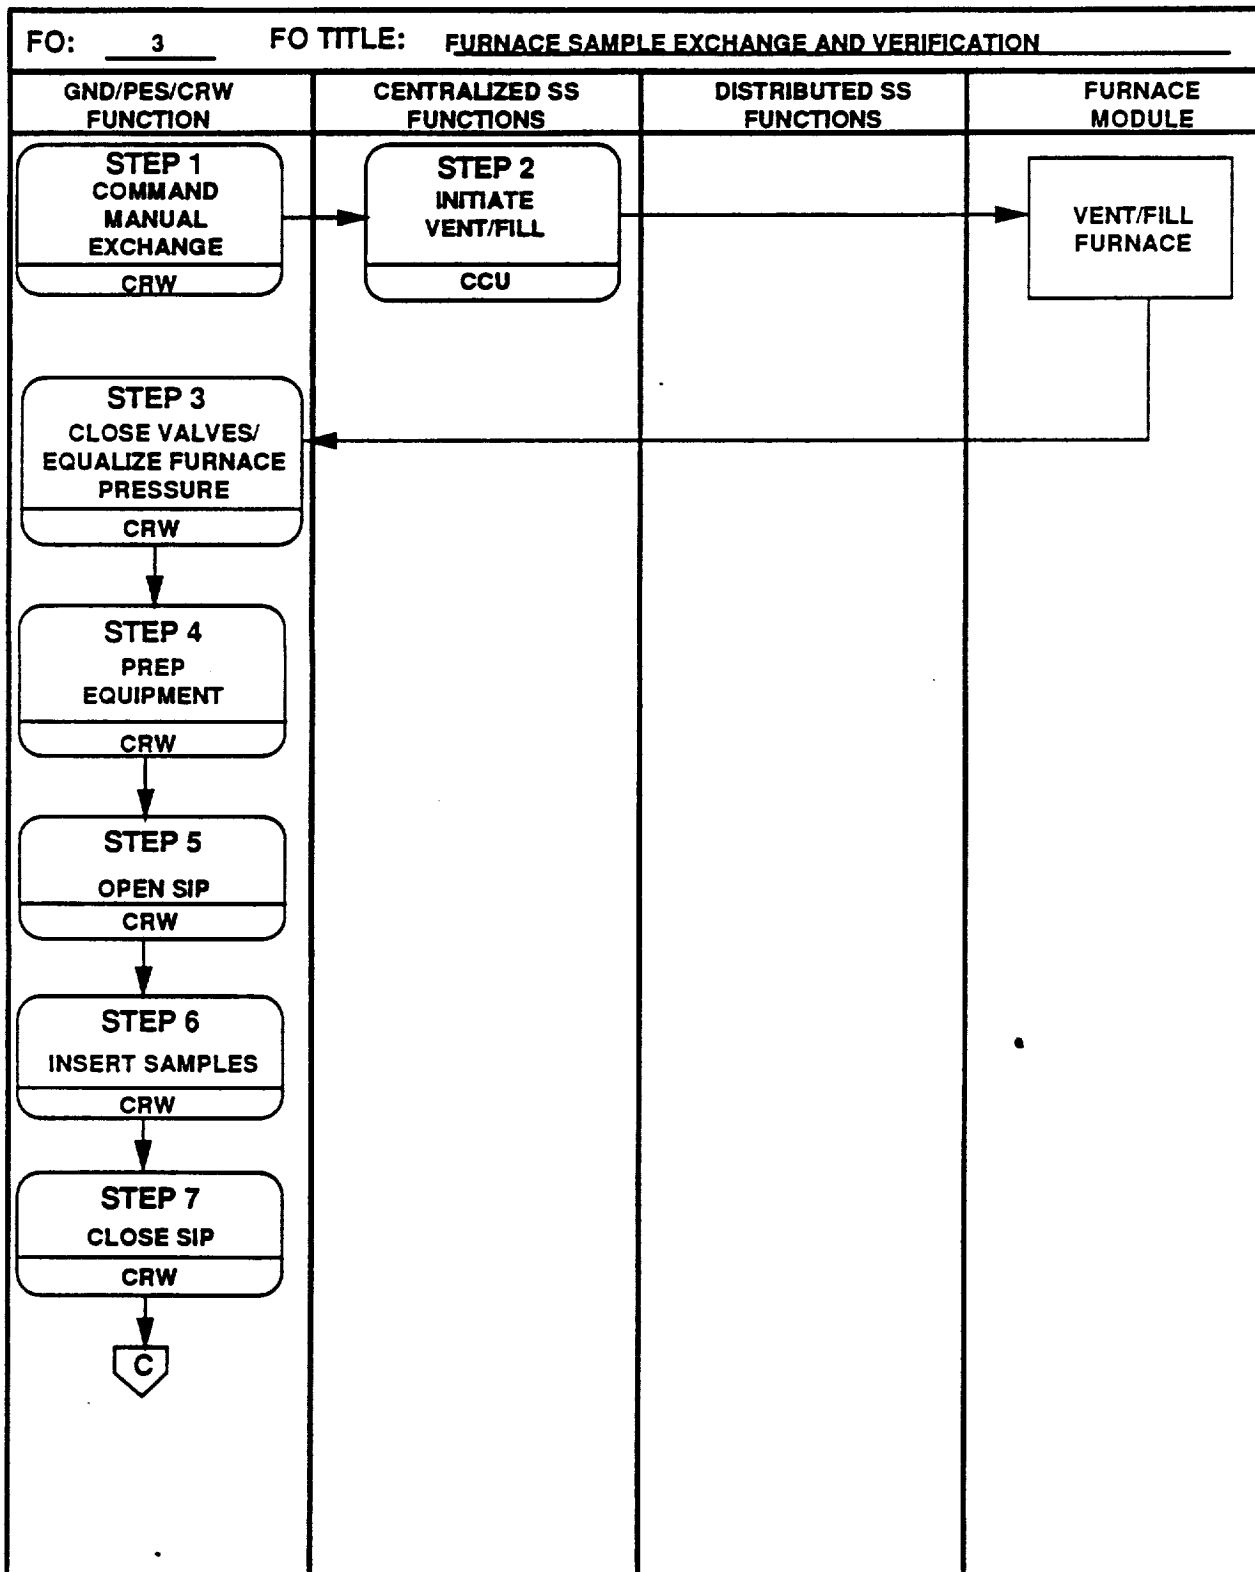 FO: 3 FO TITLE: FURNACE SAMPLE EXCHANGE AND VERIFICATION
GND/PES/CRW
FUNCTION
CENTRALIZED SS
FUNCTIONS
DISTRIBUTED SS
FUNCTIONS
FURNACE
MODULE
STEP 1
COMMAND
MANUAL
EXCHANGE
CRW
STEP 2
INITIATE
VENT/FILL
CCU
VENT/FILL
FURNACE
STEP 3
CLOSE VALVES/
EQUALIZE FURNACE
PRESSURE
CRW
STEP 4
PREP
EQUIPMENT
CRW
STEP 5
OPEN SIP
CRW
STEP 6
INSERT SAMPLES
CRW
STEP 7
CLOSE SIP
CRW
C